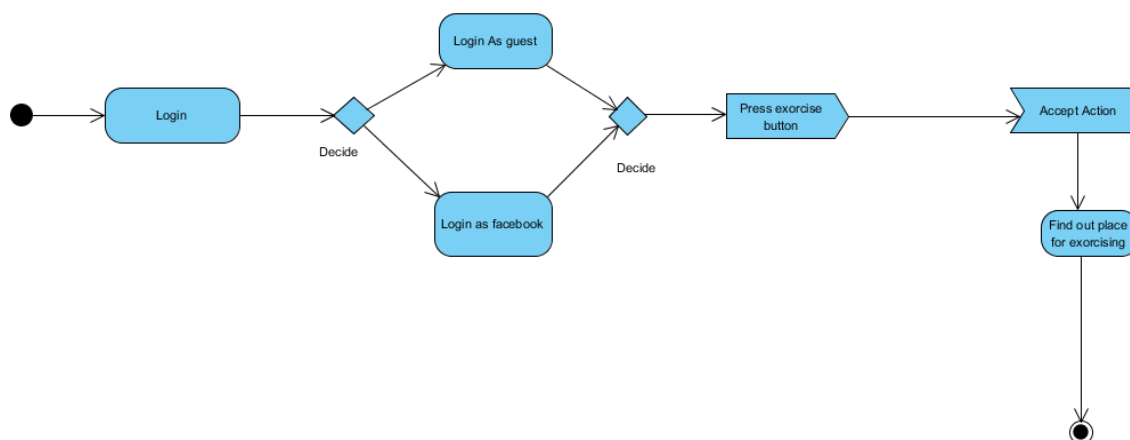 Login
Decide
Login As guest
Login as facebook
Decide
Press exorcise
button
Accept Action
Find out place
for exorcising